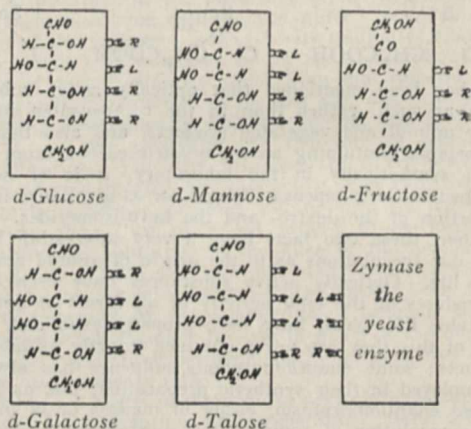 CHO
H-C-OH R
HO-C-H L
H-C-OH R
H-C-OH R
CH₂OH
d-Glucose
CHO
HO-C-H L
HO-C-H L
H-C-OH R
H-C-OH R
CH₂OH
d-Mannose
CH₂OH
CO
HO-C-H L
H-C-OH R
H-C-OH R
CH₂OH
d-Fructose
CHO
H-C-OH R
HO-C-H L
HO-C-H L
H-C-OH R
CH₂OH
d-Galactose
CHO
HO-C-H L
HO-C-H L
HO-C-H L
H-C-OH R
CH₂OH
d-Talose
L
R
R
Zymase
the
yeast
enzyme